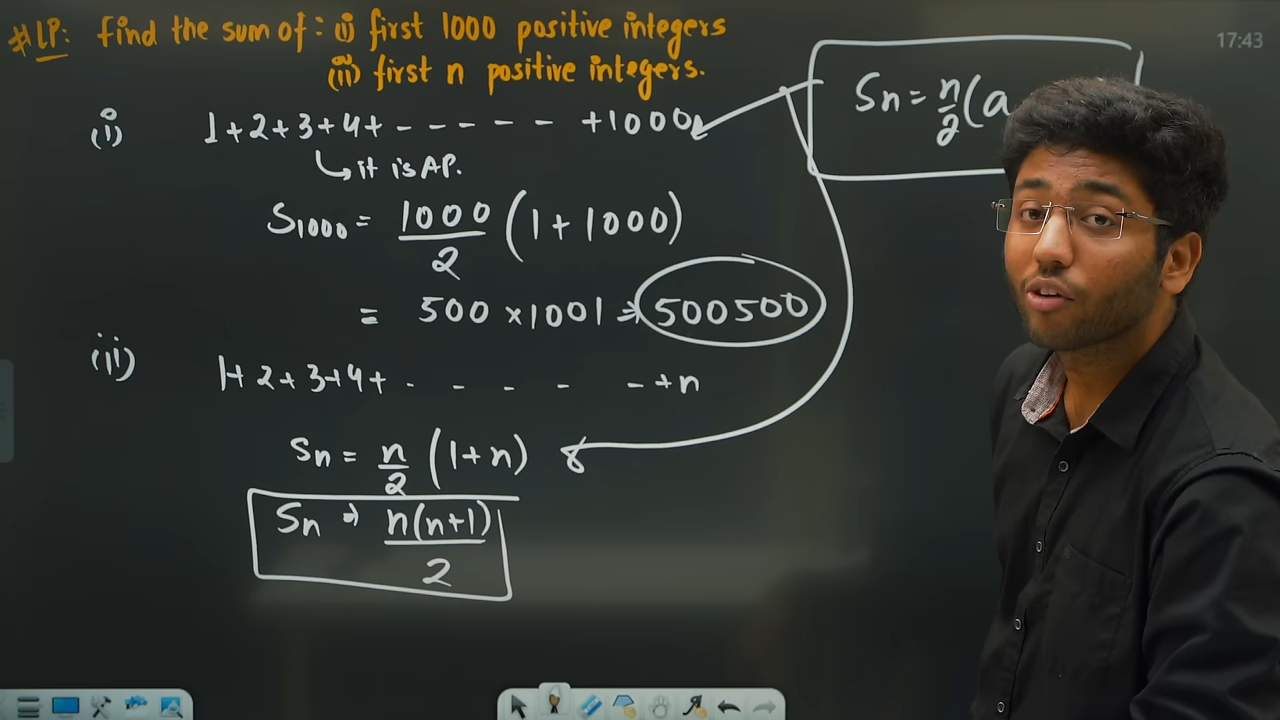 #LP: Find the sum of: (i) first 1000 positive integers
(ii) first n positive integers.
17:43
Sn = n/2 (a
(i) 1+2+3+4+ - - - - - - +1000
↳ it is AP.
S1000 = 1000/2 (1+1000)
= 500 ×1001 ⇒ 500500
(ii) 1+2+3+4+ - - - - - +n
Sn = n/2 (1+n)
Sn ⇒ n(n+1)/2